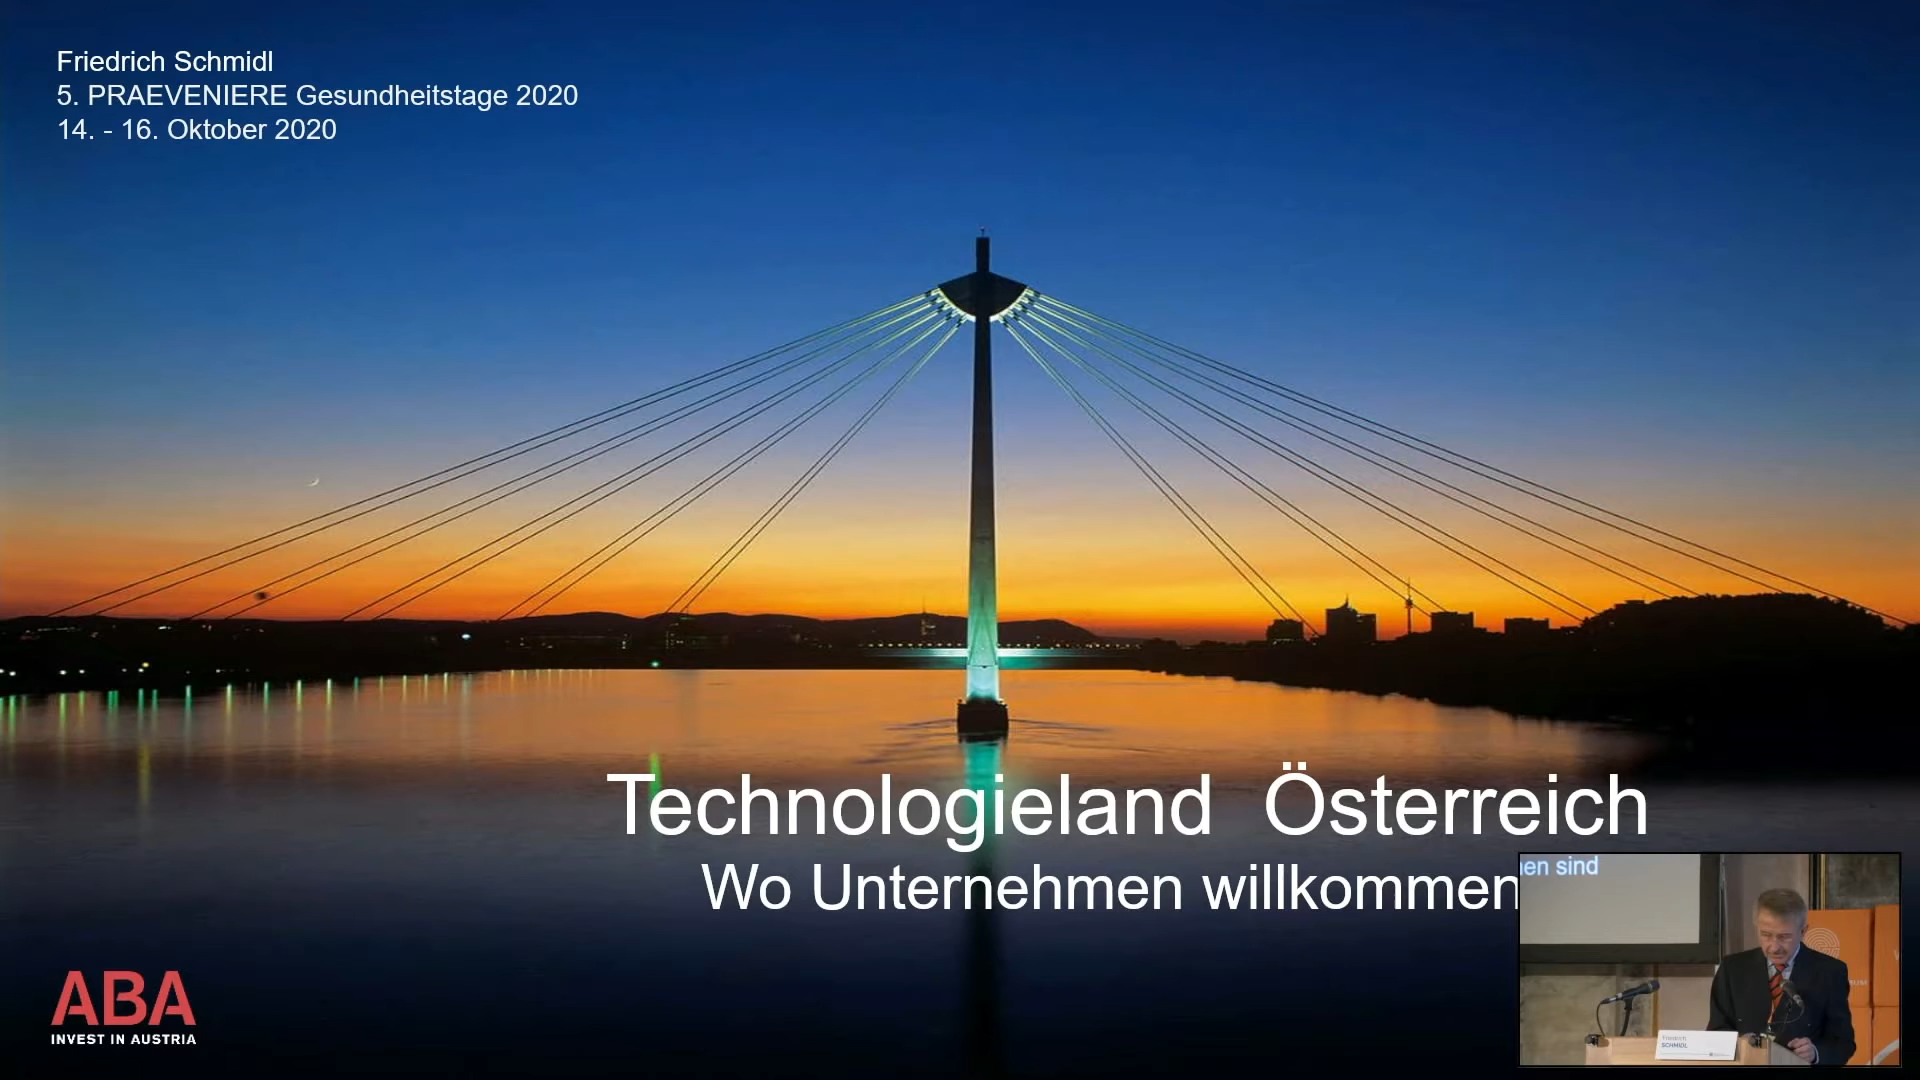 Friedrich Schmidl
5. PRAEVENIERE Gesundheitstage 2020
14. - 16. Oktober 2020
Technologieland Österreich
Wo Unternehmen willkommen
en sind
ABA
INVEST IN AUSTRIA
SCHMIDL